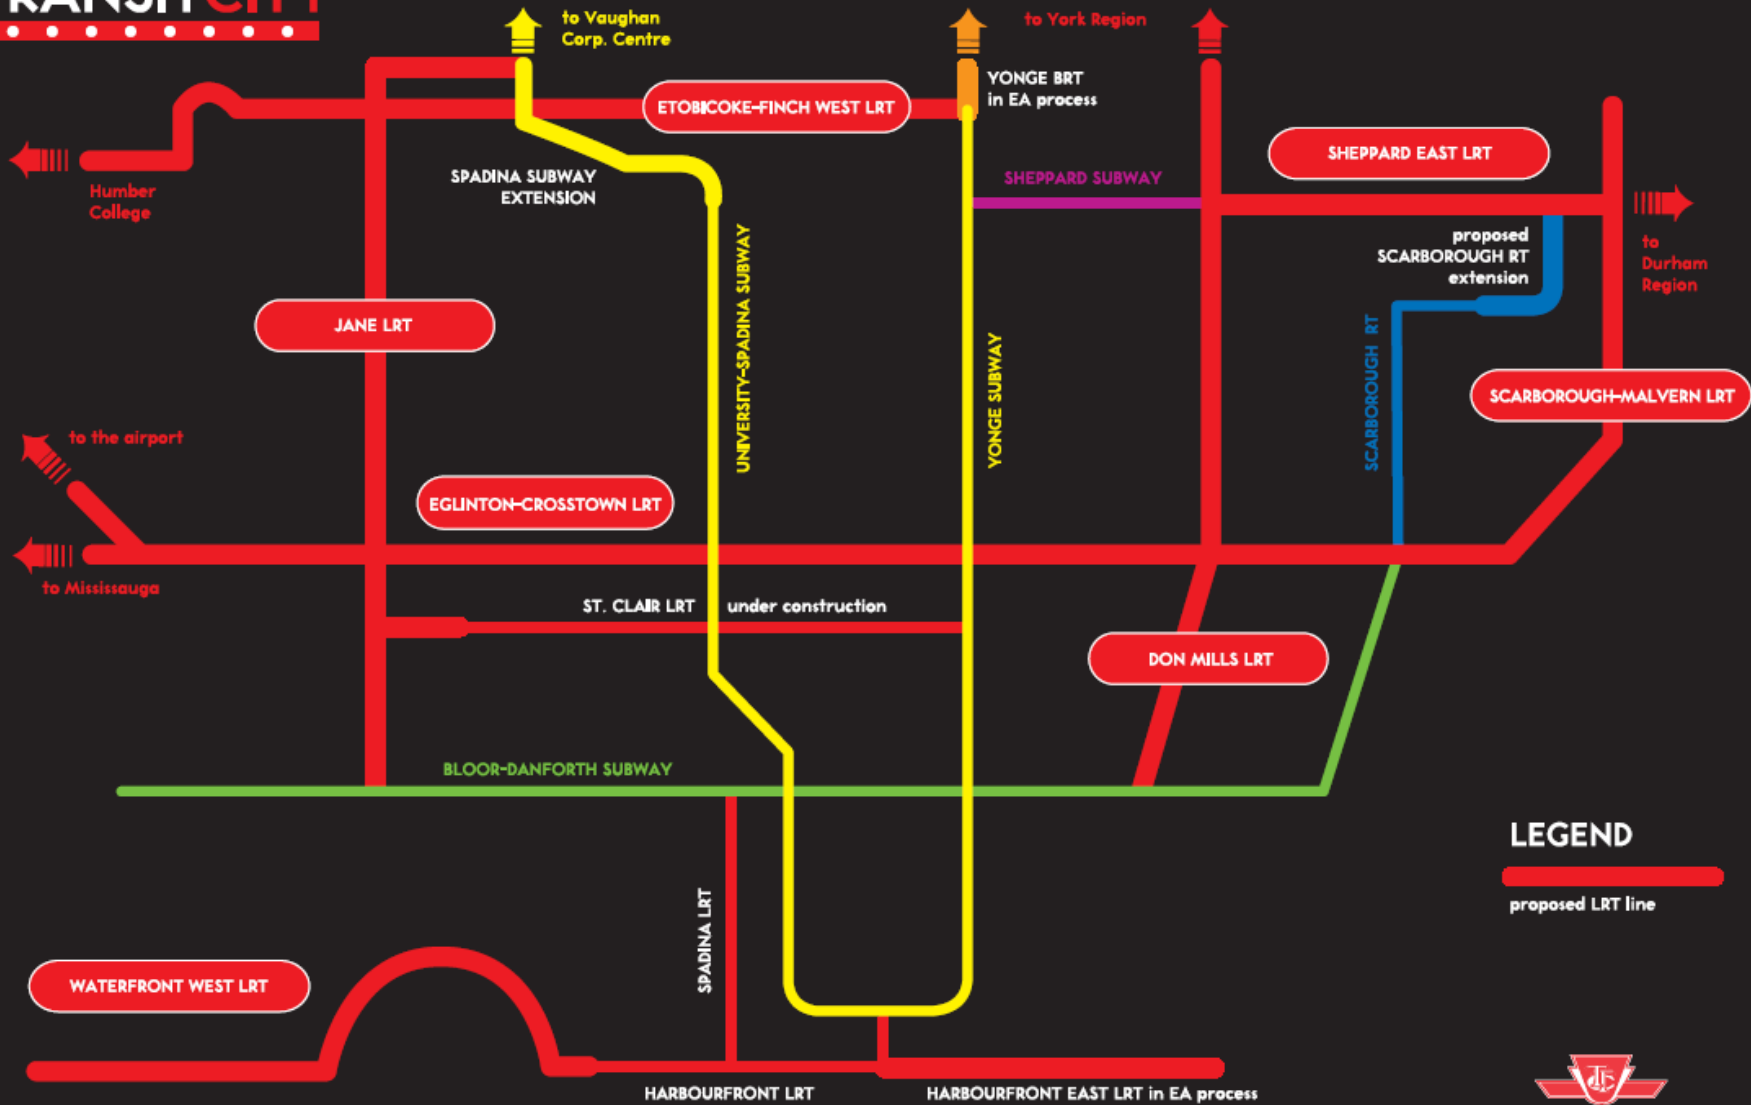 RANSIT CITY
to Vaughan
Corp. Centre
to York Region
YONGE BRT
in EA process
ETOBICOKE-FINCH WEST LRT
SHEPPARD EAST LRT
Humber
College
SPADINA SUBWAY
EXTENSION
SHEPPARD SUBWAY
proposed
SCARBOROUGH RT
extension
to
Durham
Region
JANE LRT
UNIVERSITY-SPADINA SUBWAY
YONGE SUBWAY
SCARBOROUGH RT
SCARBOROUGH-MALVERN LRT
to the airport
EGLINTON-CROSSTOWN LRT
to Mississauga
ST. CLAIR LRT
under construction
DON MILLS LRT
BLOOR-DANFORTH SUBWAY
LEGEND
proposed LRT line
SPADINA LRT
WATERFRONT WEST LRT
HARBOURFRONT LRT
HARBOURFRONT EAST LRT in EA process
TTC